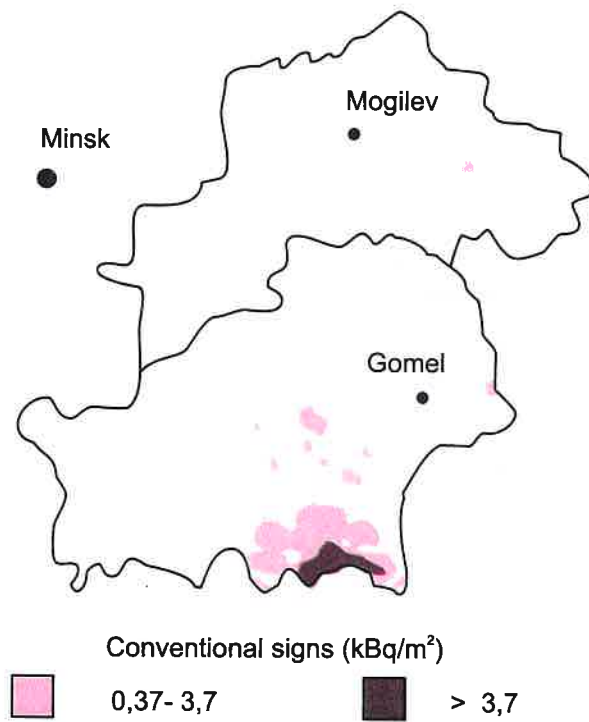 Mogilev
Minsk
Gomel
Conventional signs (kBq/m²)
0,37- 3,7
> 3,7